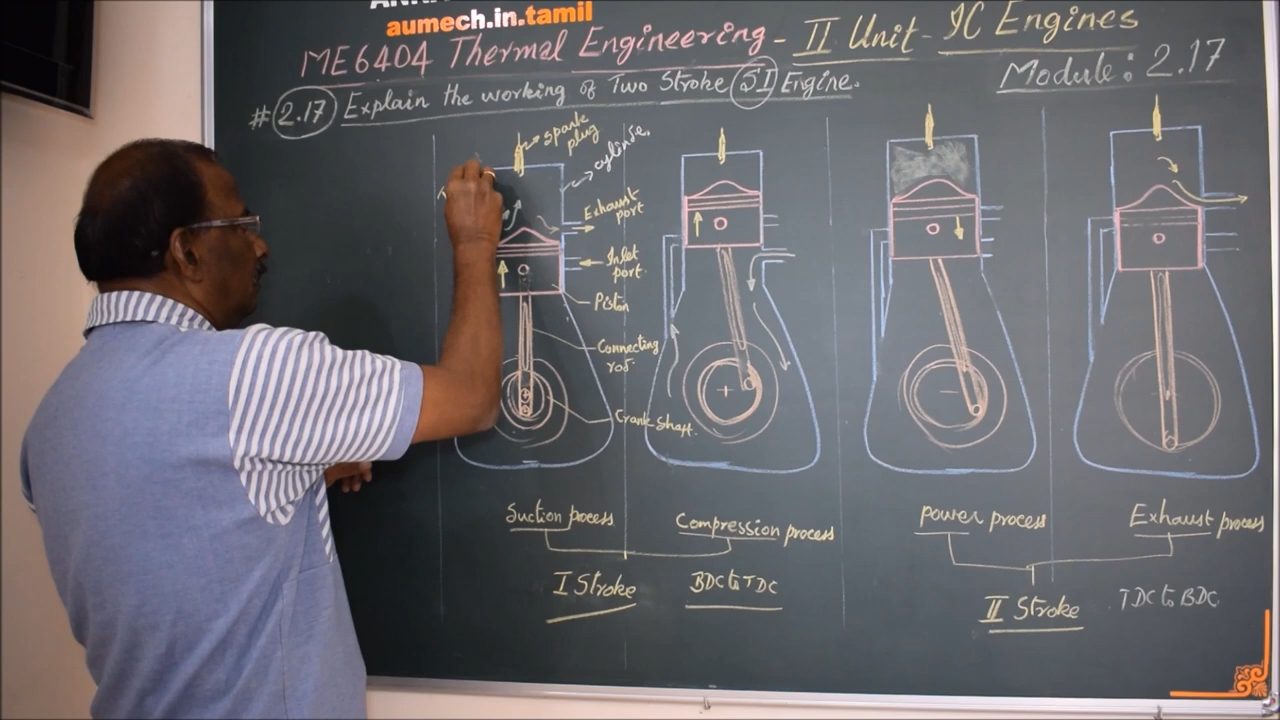 aumech.in.tamil
ME6404 Thermal Engineering - II Unit - IC Engines
Module: 2.17
# 2.17 Explain the working of Two Stroke SI Engine.
spark
plug
cylinder.
Exhaust
port
Inlet
port.
Piston
Connecting
rod.
Crank shaft.
Suction process
Compression process
Power process
Exhaust process
I Stroke
BDC to TDC
II Stroke
TDC to BDC